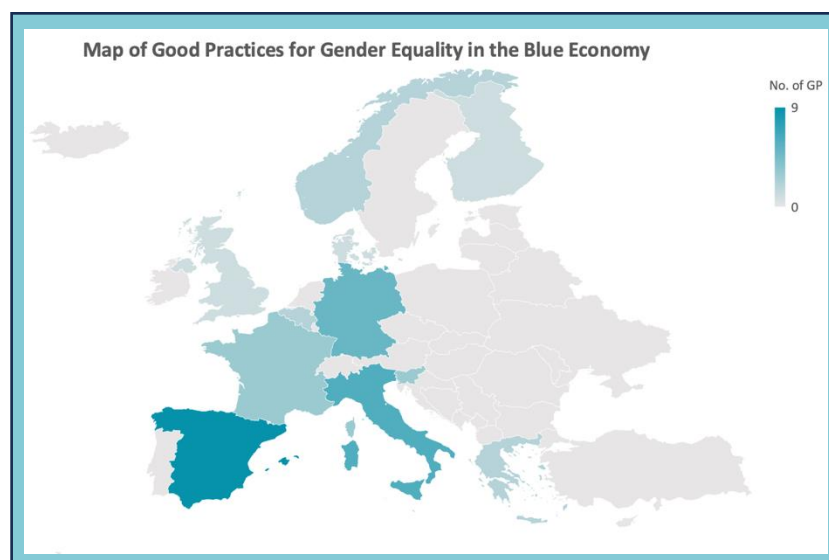 Map of Good Practices for Gender Equality in the Blue Economy
No. of GP
9
0